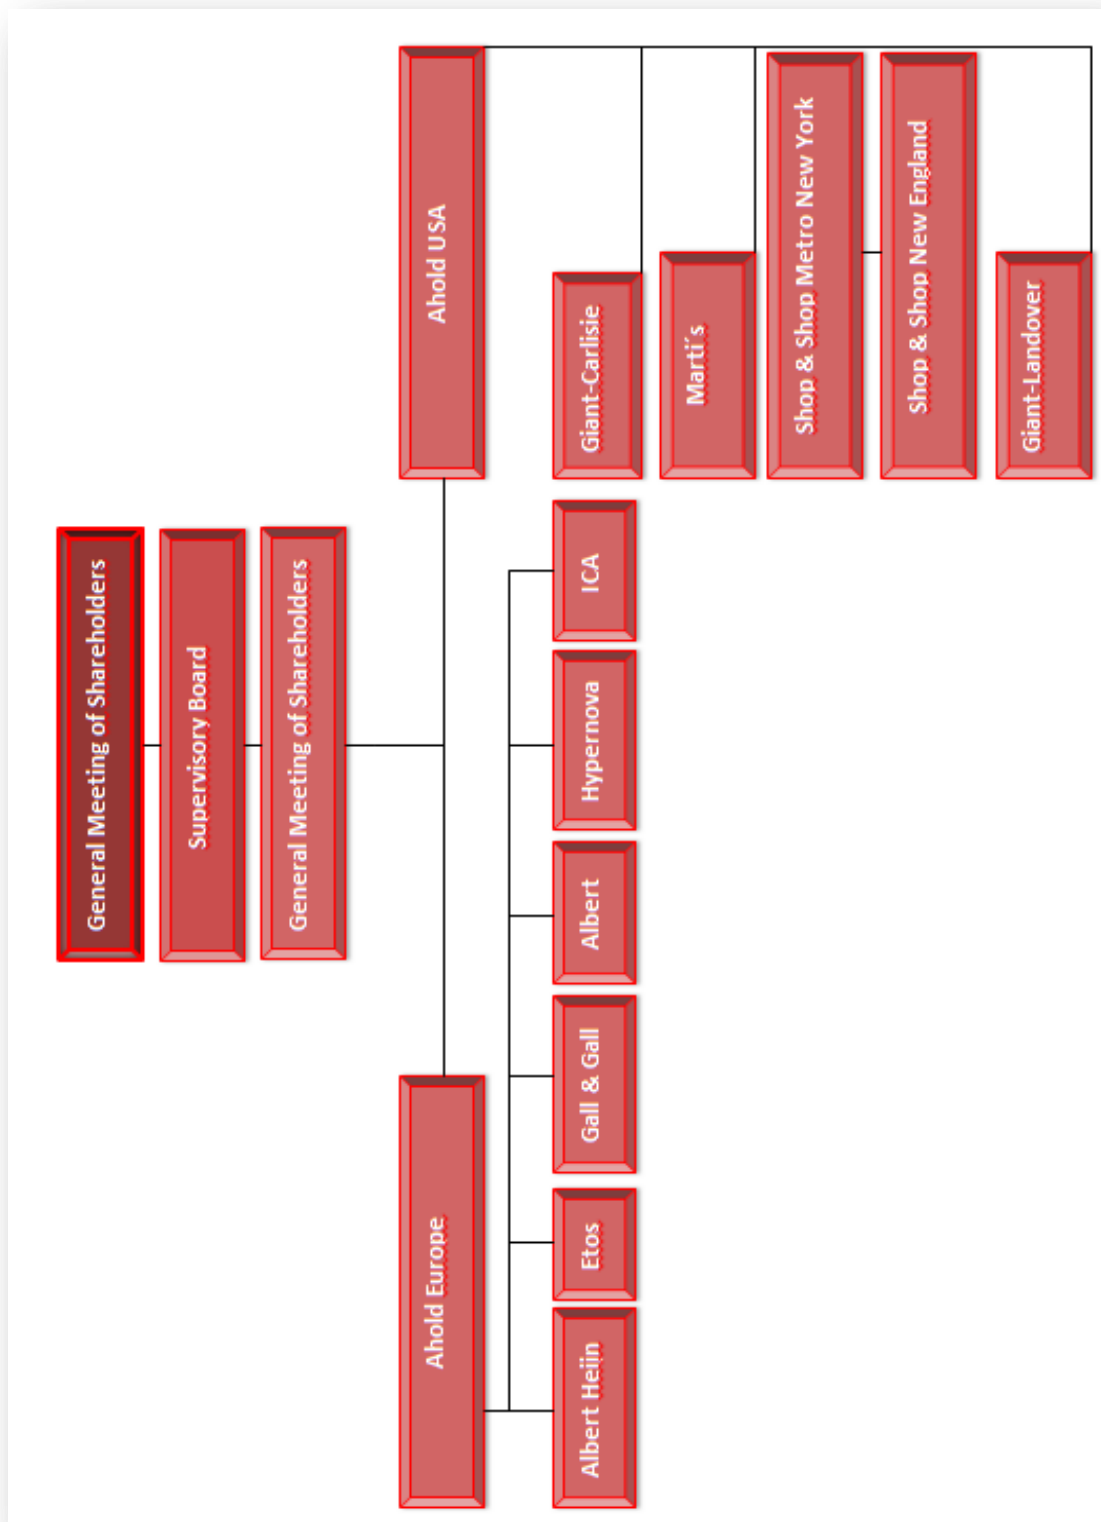 General Meeting of Shareholders
Supervisory Board
General Meeting of Shareholders
Ahold Europe
Ahold USA
Albert Heijn
Etos
Gall & Gall
Albert
Hypernova
ICA
Giant-Carlisie
Marti´s
Shop & Shop Metro New York
Shop & Shop New England
Giant-Landover